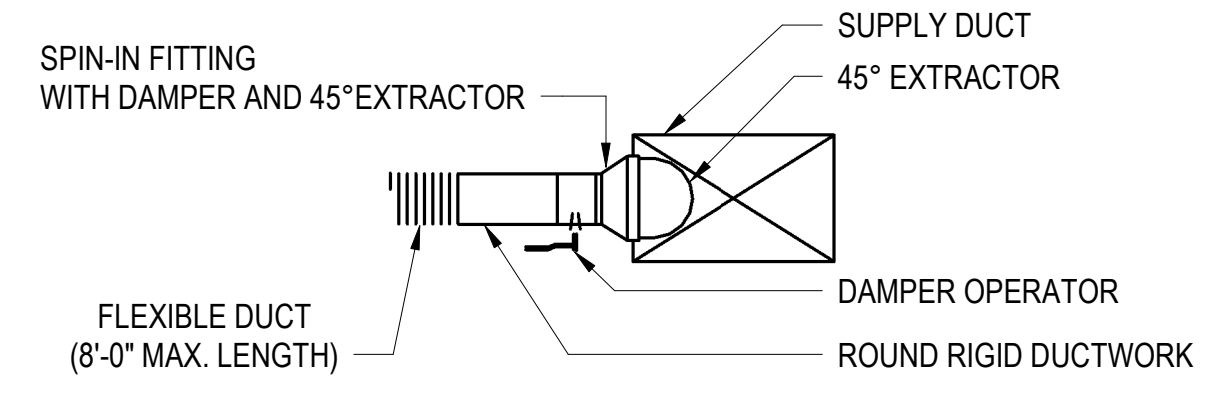 SUPPLY DUCT
SPIN-IN FITTING
WITH DAMPER AND 45°EXTRACTOR
45° EXTRACTOR
DAMPER OPERATOR
FLEXIBLE DUCT
(8'-0" MAX. LENGTH)
ROUND RIGID DUCTWORK